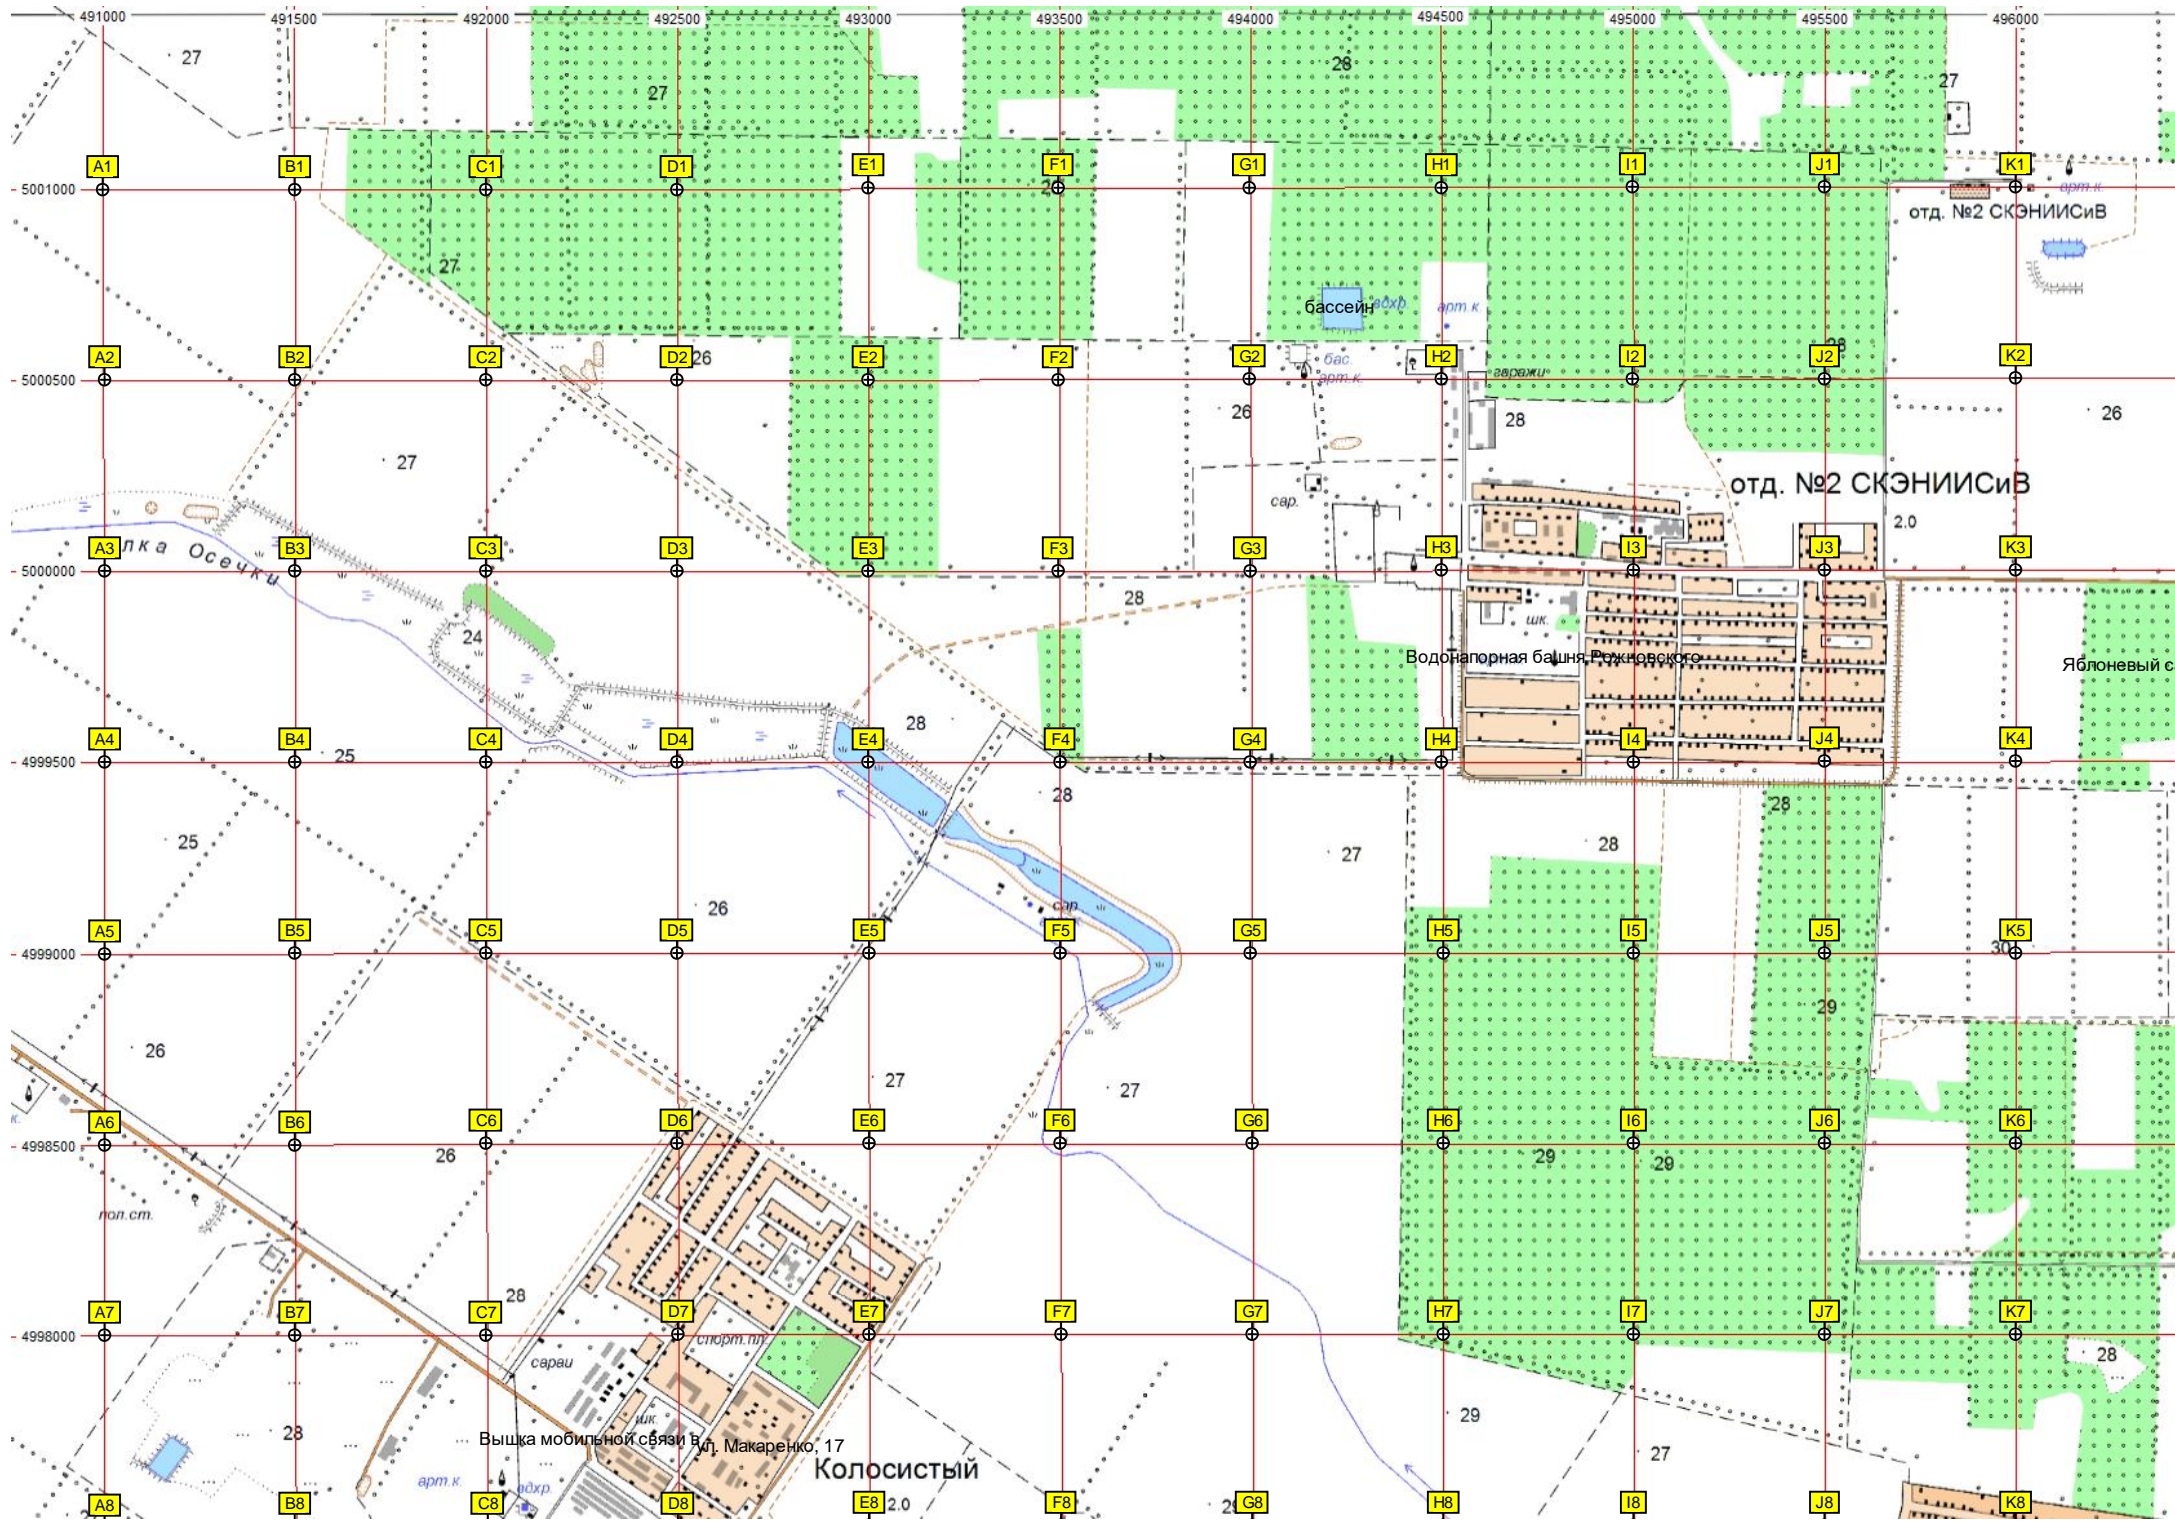 491000 491500 492000 492500 493000 493500 494000 494500 495000 495500 496000
27 27 28 27
A1 B1 C1 D1 E1 F1 G1 H1 I1 J1 K1
5001000
арт.к.
отд. №2 СКЭНИИСиВ
27
бассейн вдхр. арт.к.
A2 B2 C2 D2 26 E2 F2 G2 бас. H2 I2 J2 K2
5000500 арт.к. гаражи
26 28 26
27
отд. №2 СКЭНИИСиВ
сар. 2.0
A3 лка Осечки B3 C3 D3 E3 F3 G3 H3 I3 J3 K3
5000000
28
24 шк.
Водонапорная башня Рожновского
Яблоневый с
28
A4 B4 25 C4 D4 E4 F4 G4 H4 I4 J4 K4
4999500
28 28
25 27 28
26 сар.
A5 B5 C5 D5 E5 F5 G5 H5 I5 J5 K5
4999000 30
29
26 27 27
к.
A6 B6 C6 D6 E6 F6 G6 H6 I6 J6 K6
4998500
26 29 29
пол.ст.
28
A7 B7 C7 D7 E7 F7 G7 H7 I7 J7 K7
4998000 спорт.пл.
сараи 28
шк. 29
28 Вышка мобильной связи в ул. Макаренко, 17 27
Колосистый
арт.к. вдхр.
A8 B8 C8 D8 E8 2.0 F8 G8 H8 I8 J8 K8